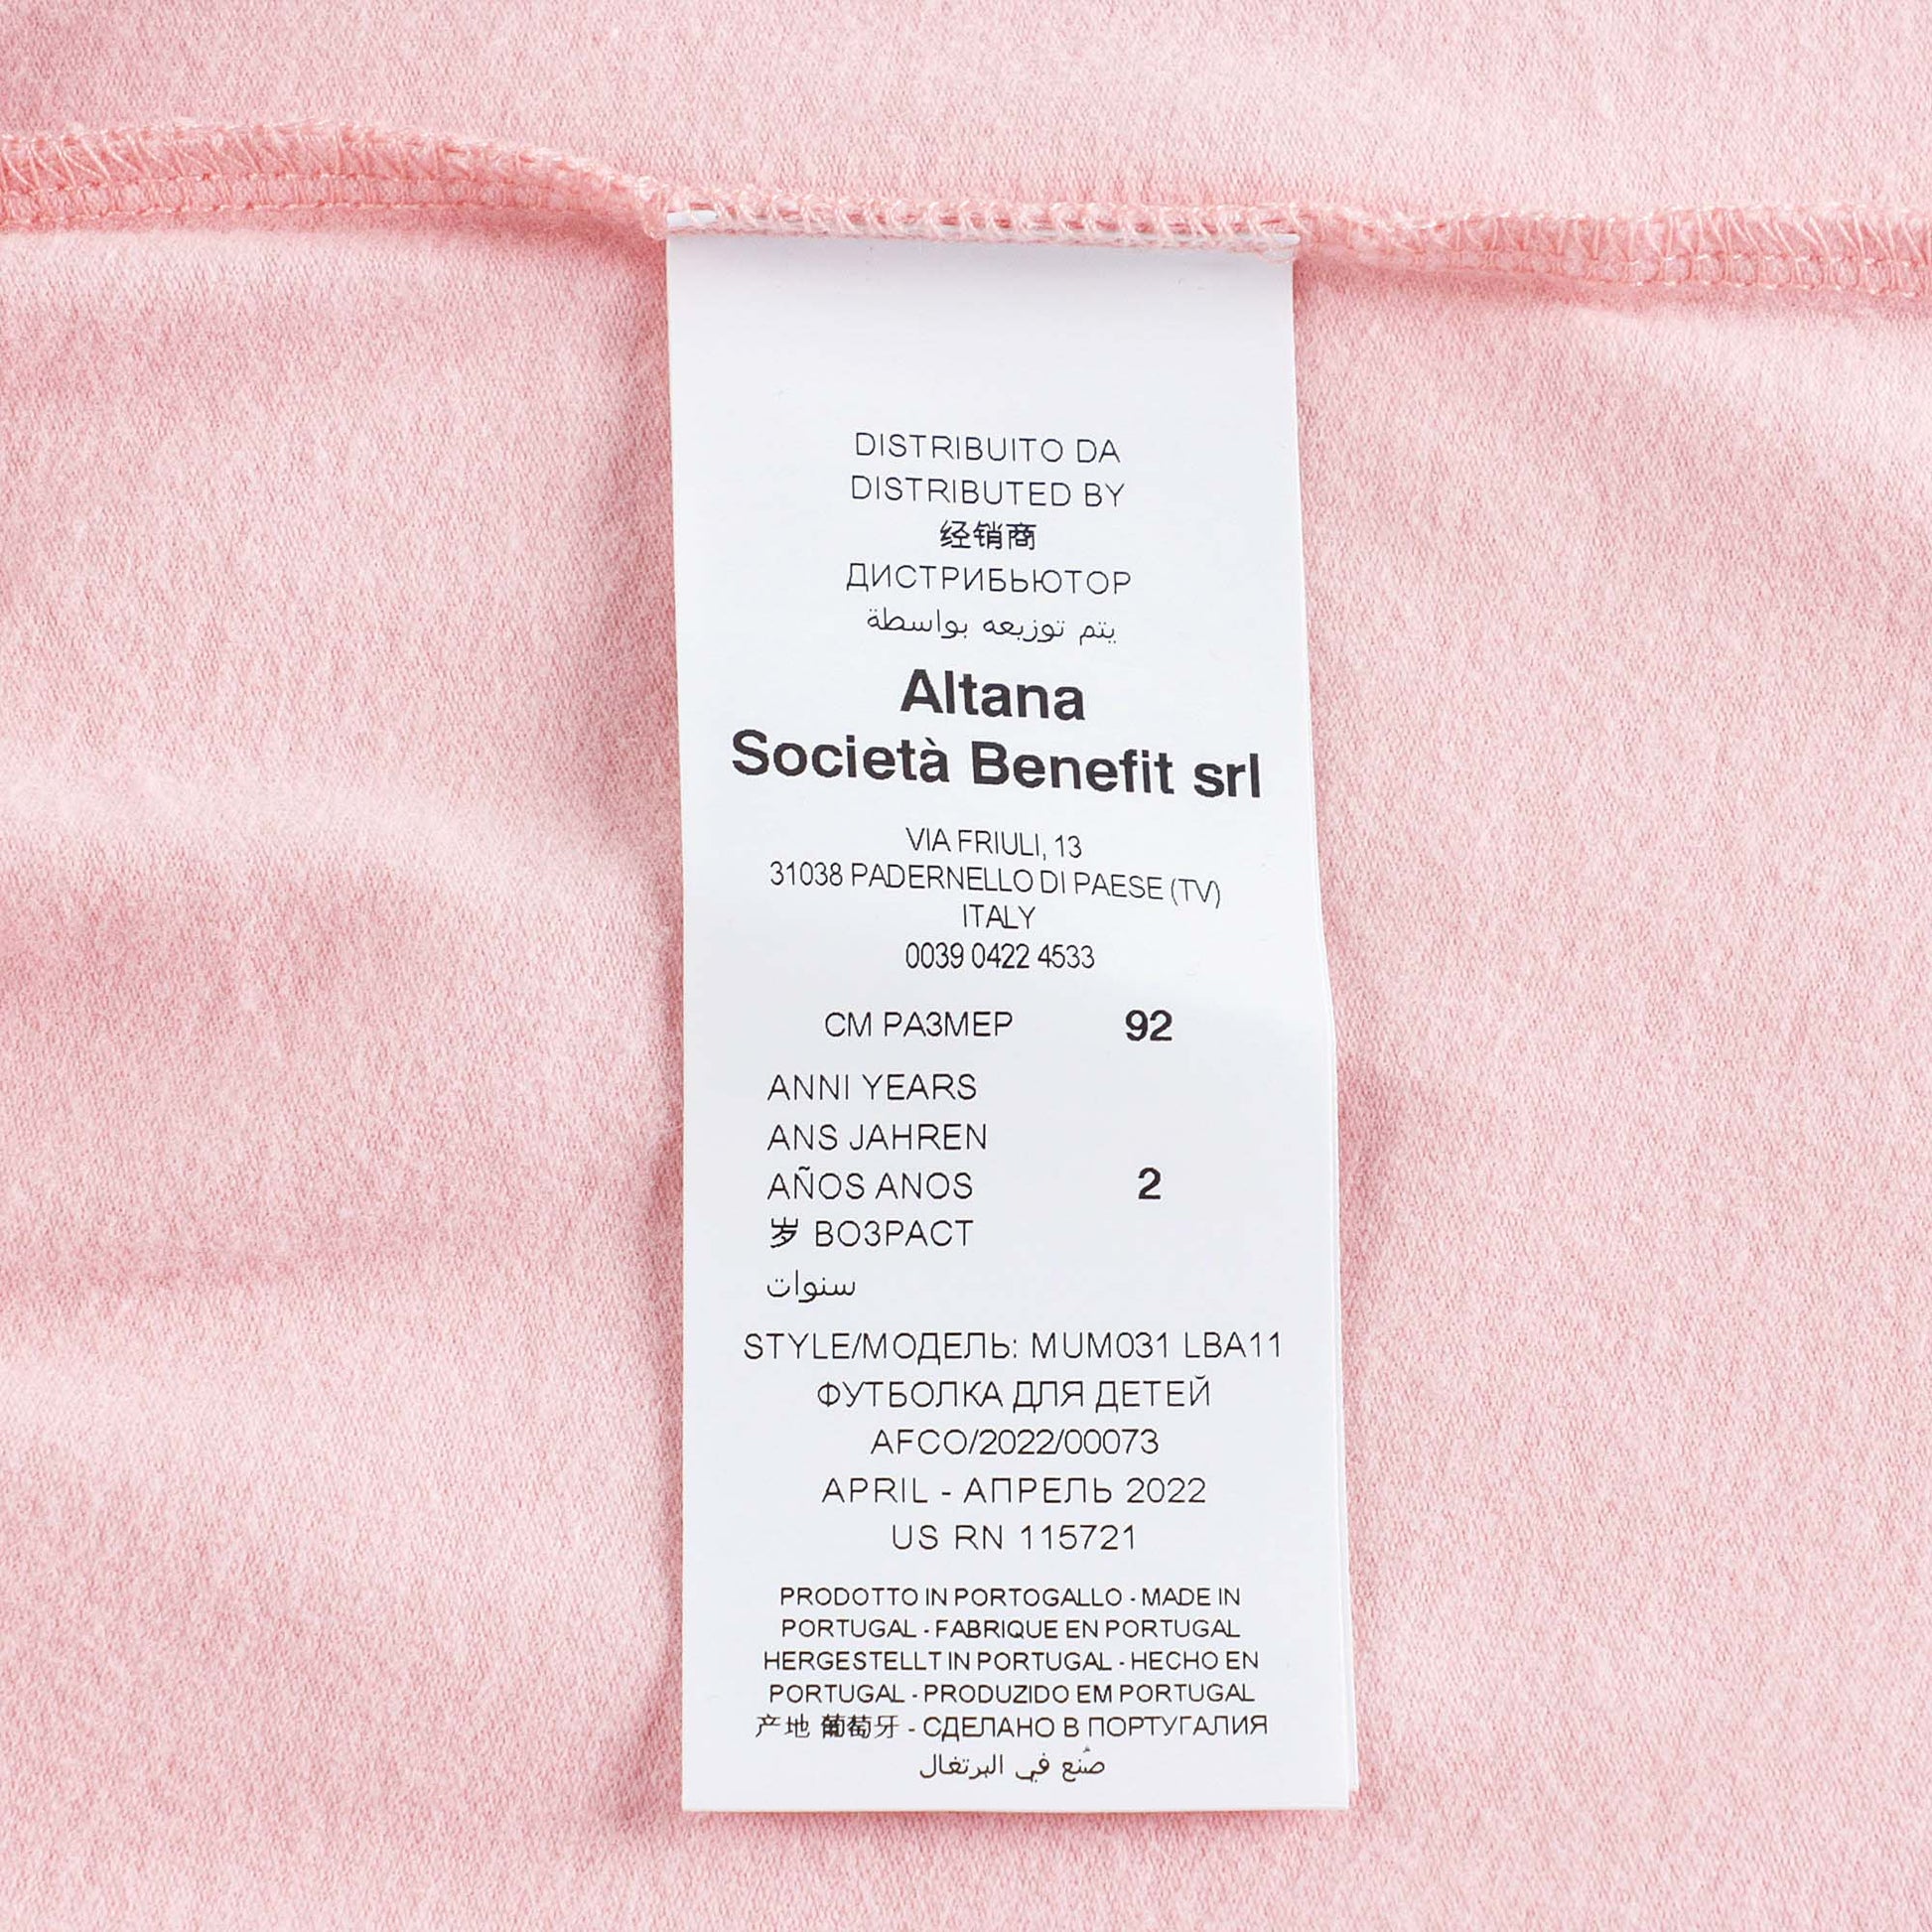 DISTRIBUITO DA
DISTRIBUTED BY
经销商
ДИСТРИБЬЮТОР
يتم توزيعه بواسطة
Altana
Società Benefit srl
VIA FRIULI, 13
31038 PADERNELLO DI PAESE (TV)
ITALY
0039 0422 4533
СМ РАЗМЕР 92
ANNI YEARS
ANS JAHREN
AÑOS ANOS 2
岁 ВОЗРАСТ
سنوات
STYLE/МОДЕЛЬ: MUM031 LBA11
ФУТБОЛКА ДЛЯ ДЕТЕЙ
AFCO/2022/00073
APRIL - АПРЕЛЬ 2022
US RN 115721
PRODOTTO IN PORTOGALLO - MADE IN
PORTUGAL - FABRIQUE EN PORTUGAL
HERGESTELLT IN PORTUGAL - HECHO EN
PORTUGAL - PRODUZIDO EM PORTUGAL
产地 葡萄牙 - СДЕЛАНО В ПОРТУГАЛИЯ
صُنع في البرتغال